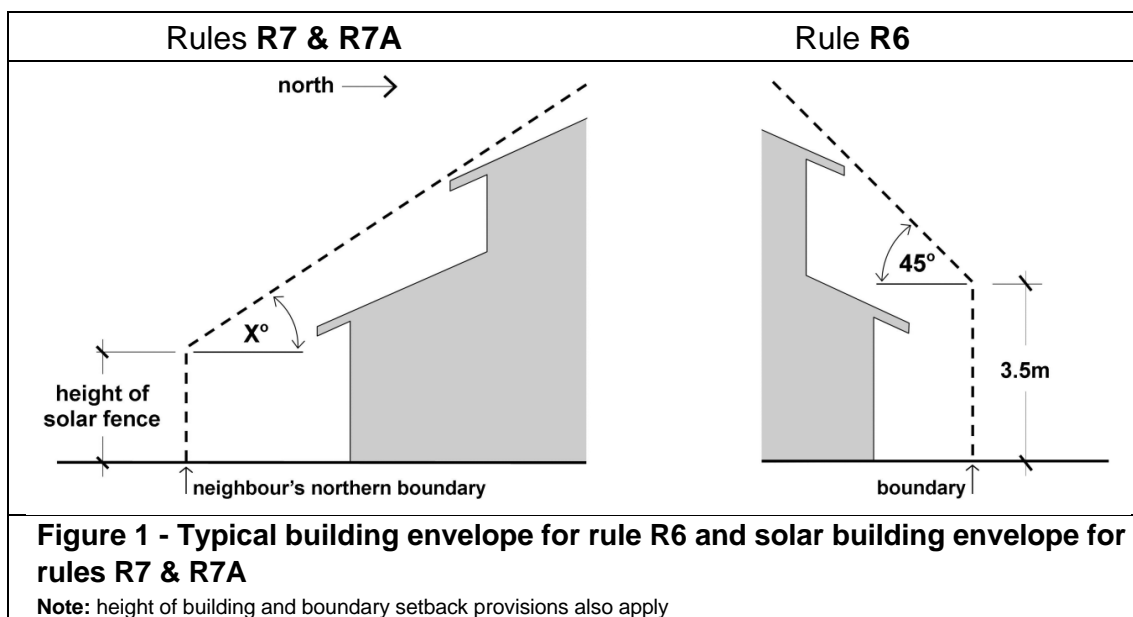 Rules R7 & R7A
Rule R6
north
X°
height of
solar fence
neighbour's northern boundary
45°
3.5m
boundary
Figure 1 - Typical building envelope for rule R6 and solar building envelope for
rules R7 & R7A
Note: height of building and boundary setback provisions also apply